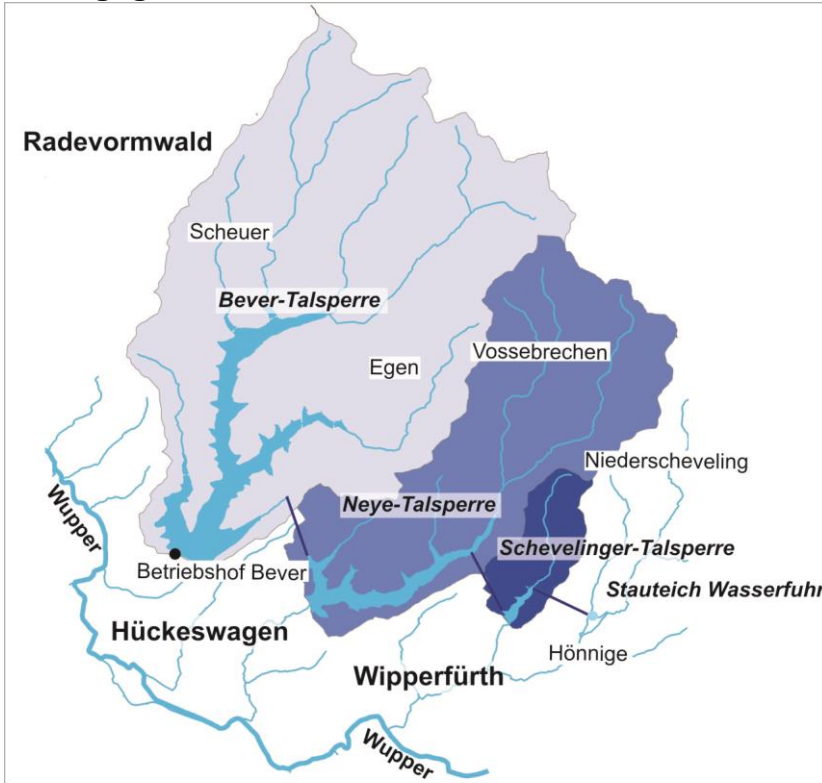 Radevormwald
Scheuer
Bever-Talsperre
Egen
Vossebrechen
Niederscheveling
Wupper
Neye-Talsperre
Schevelinger-Talsperre
Betriebshof Bever
Stauteich Wasserfuhr
Hückeswagen
Hönnige
Wipperfürth
Wupper